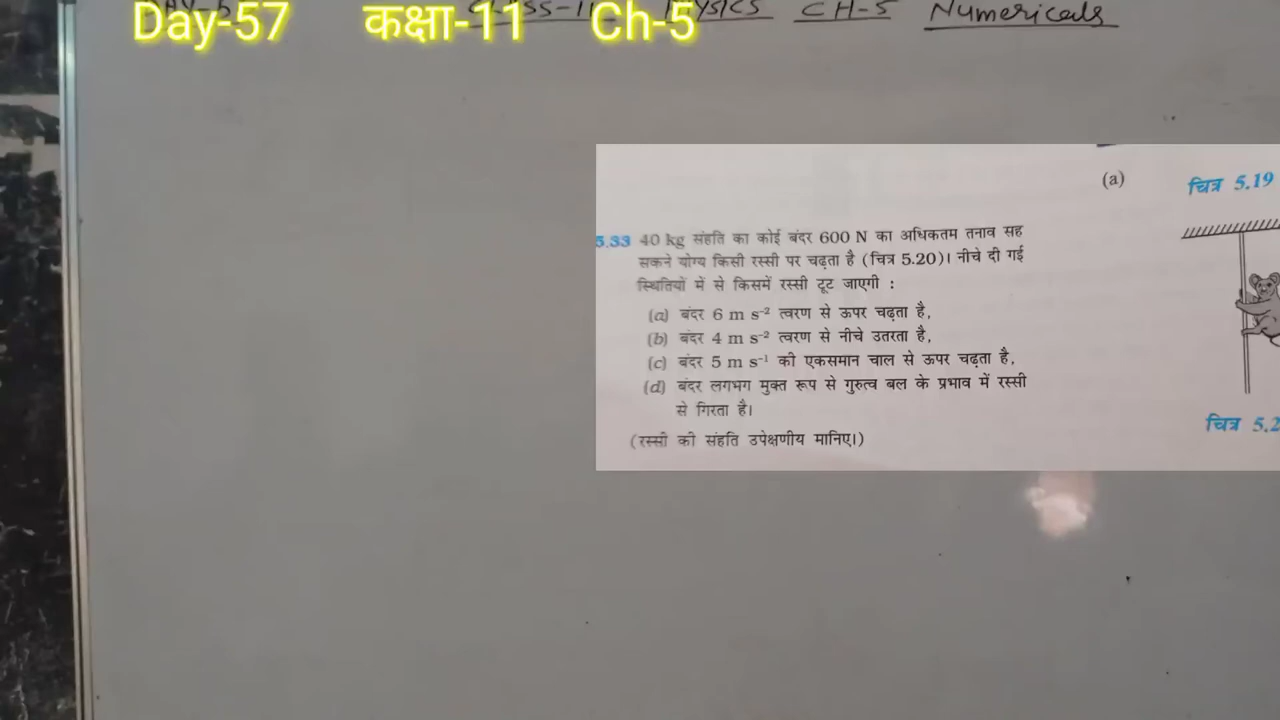 Day-57 कक्षा-11 Ch-5
CH-5 Numericals
(a)
चित्र 5.19
5.33 40 kg संहति का कोई बंदर 600 N का अधिकतम तनाव सह
सकने योग्य किसी रस्सी पर चढ़ता है (चित्र 5.20)। नीचे दी गई
स्थितियों में से किसमें रस्सी टूट जाएगी :
(a) बंदर 6 m s⁻² त्वरण से ऊपर चढ़ता है,
(b) बंदर 4 m s⁻² त्वरण से नीचे उतरता है,
(c) बंदर 5 m s⁻¹ की एकसमान चाल से ऊपर चढ़ता है,
(d) बंदर लगभग मुक्त रूप से गुरुत्व बल के प्रभाव में रस्सी
से गिरता है।
(रस्सी की संहति उपेक्षणीय मानिए।)
चित्र 5.2